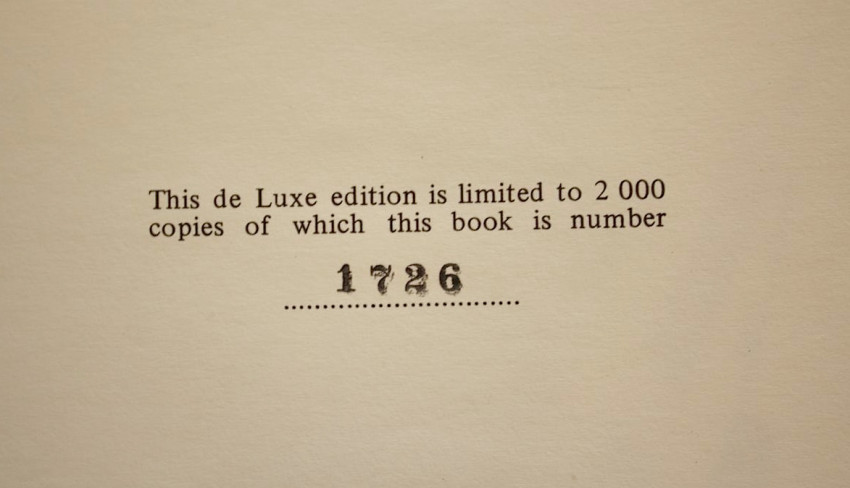 This de Luxe edition is limited to 2 000
copies of which this book is number
1726